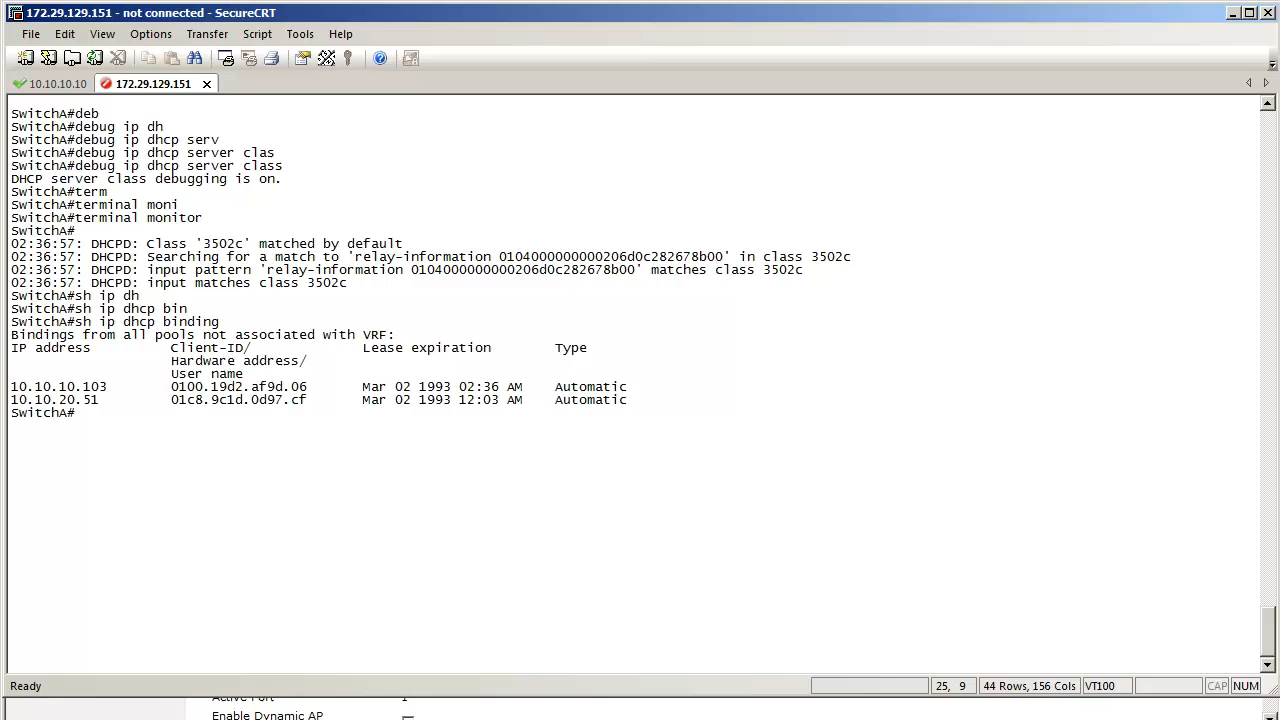 172.29.129.151 - not connected - SecureCRT
File Edit View Options Transfer Script Tools Help
10.10.10.10 172.29.129.151
SwitchA#deb
SwitchA#debug ip dh
SwitchA#debug ip dhcp serv
SwitchA#debug ip dhcp server clas
SwitchA#debug ip dhcp server class
DHCP server class debugging is on.
SwitchA#term
SwitchA#terminal moni
SwitchA#terminal monitor
SwitchA#
02:36:57: DHCPD: Class '3502c' matched by default
02:36:57: DHCPD: Searching for a match to 'relay-information 0104000000000206d0c282678b00' in class 3502c
02:36:57: DHCPD: input pattern 'relay-information 0104000000000206d0c282678b00' matches class 3502c
02:36:57: DHCPD: input matches class 3502c
SwitchA#sh ip dh
SwitchA#sh ip dhcp bin
SwitchA#sh ip dhcp binding
Bindings from all pools not associated with VRF:
IP address Client-ID/ Lease expiration Type
Hardware address/
User name
10.10.10.103 0100.19d2.af9d.06 Mar 02 1993 02:36 AM Automatic
10.10.20.51 01c8.9c1d.0d97.cf Mar 02 1993 12:03 AM Automatic
SwitchA#
Ready 25, 9 44 Rows, 156 Cols VT100 CAP NUM
Active Port 1
Enable Dynamic AP